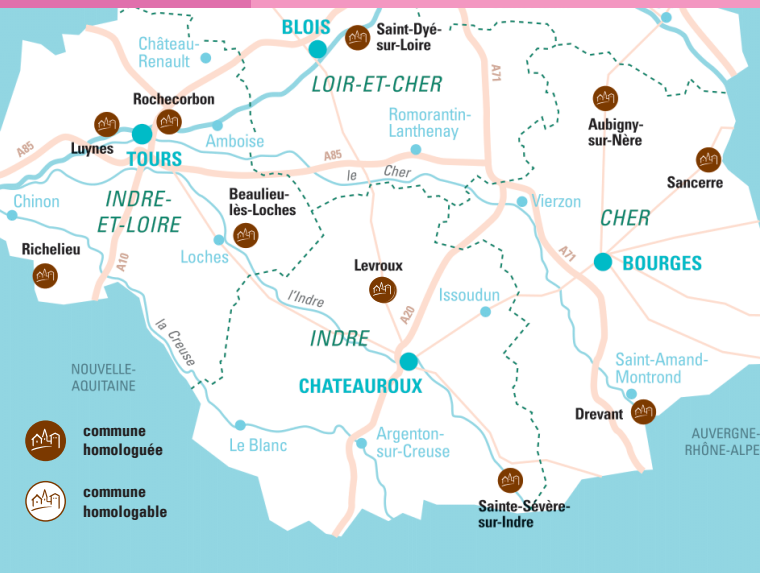 BLOIS
Saint-Dyé-
sur-Loire
Château-
Renault
A71
LOIR-ET-CHER
Rochecorbon
Romorantin-
Lanthenay
Aubigny-
sur-Nère
Luynes
Amboise
A85
TOURS
A85
le Cher
Sancerre
Chinon
INDRE-
ET-LOIRE
Beaulieu-
lès-Loches
Vierzon
CHER
Richelieu
Loches
A10
Levroux
A71
BOURGES
l'Indre
Issoudun
A20
la Creuse
INDRE
NOUVELLE-
AQUITAINE
CHATEAUROUX
Saint-Amand-
Montrond
Drevant
commune
homologuée
Le Blanc
Argenton-
sur-Creuse
AUVERGNE-
RHÔNE-ALPE
commune
homologable
Sainte-Sévère-
sur-Indre